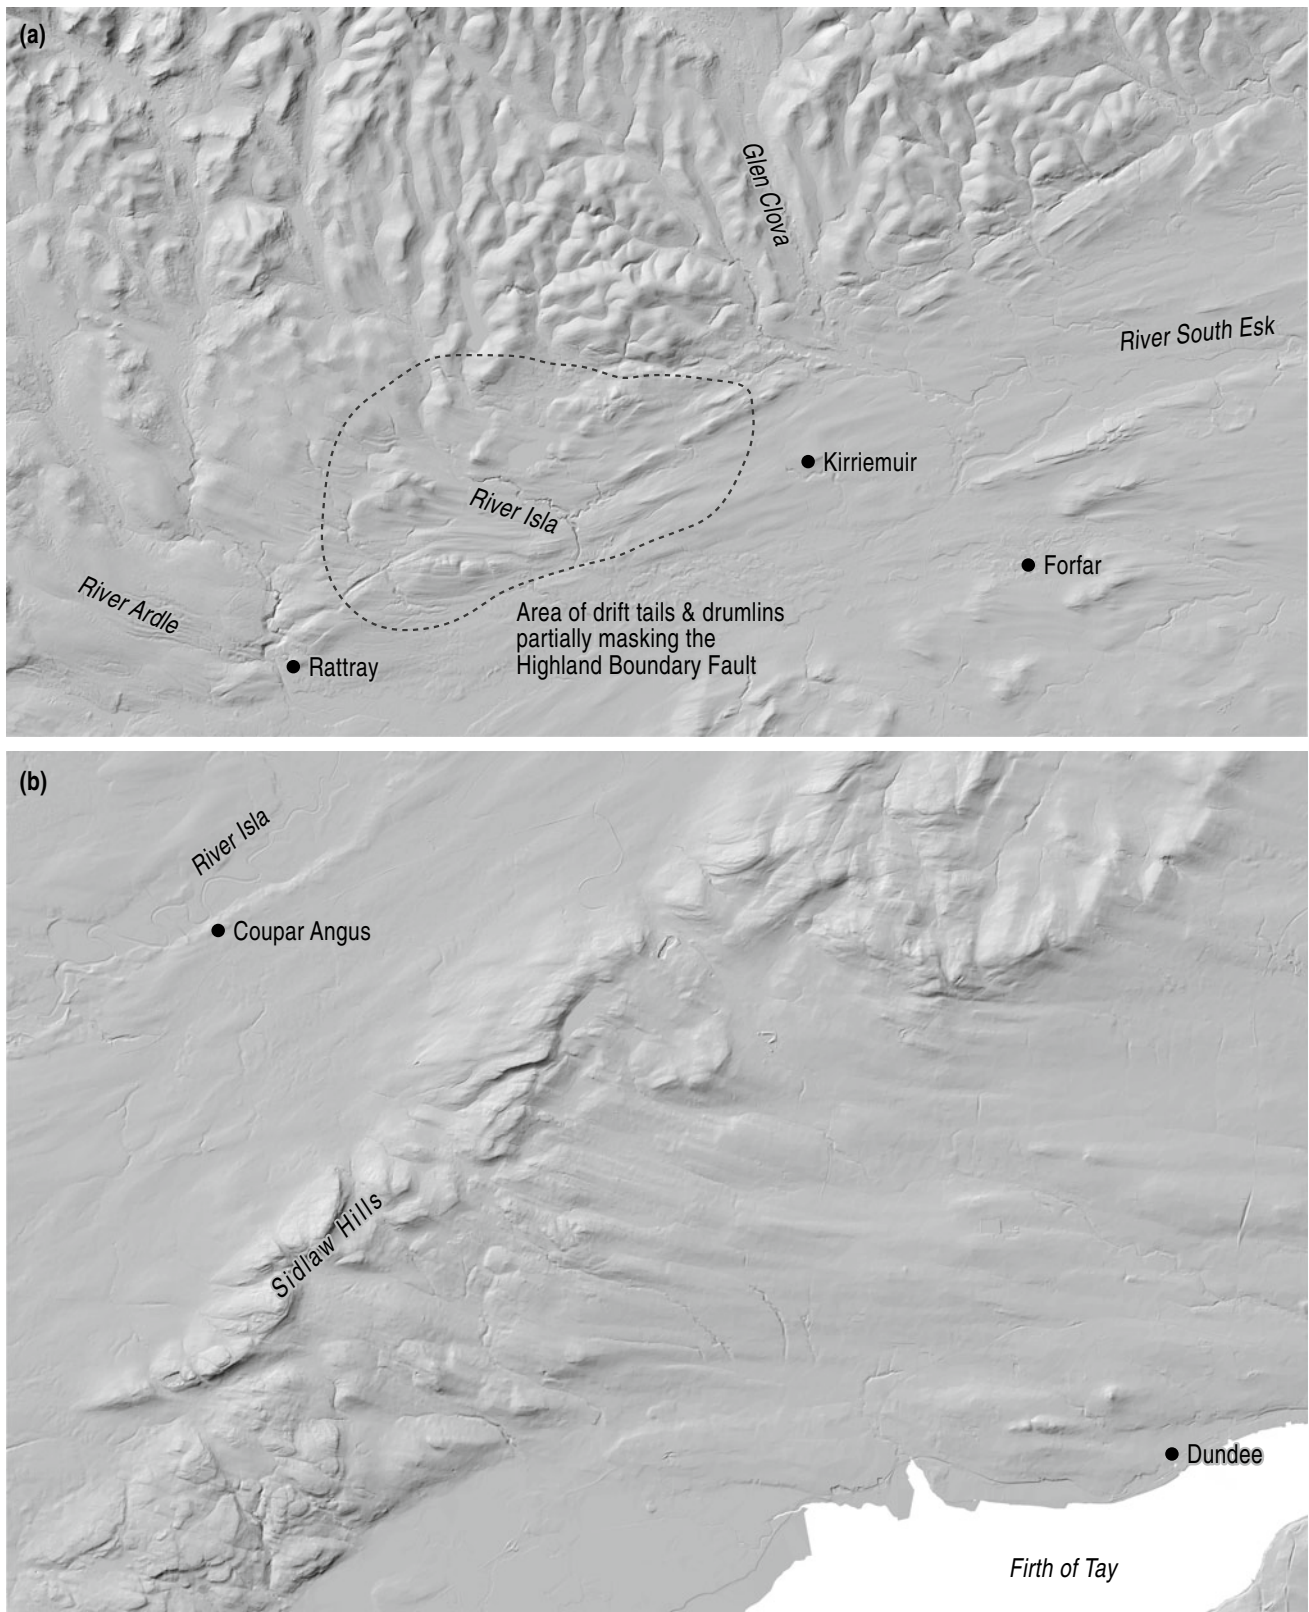 (a)
Glen Clova
River South Esk
Kirriemuir
River Isla
Forfar
River Ardle
Area of drift tails & drumlins
partially masking the
Highland Boundary Fault
Rattray
(b)
River Isla
Coupar Angus
Sidlaw Hills
Dundee
Firth of Tay